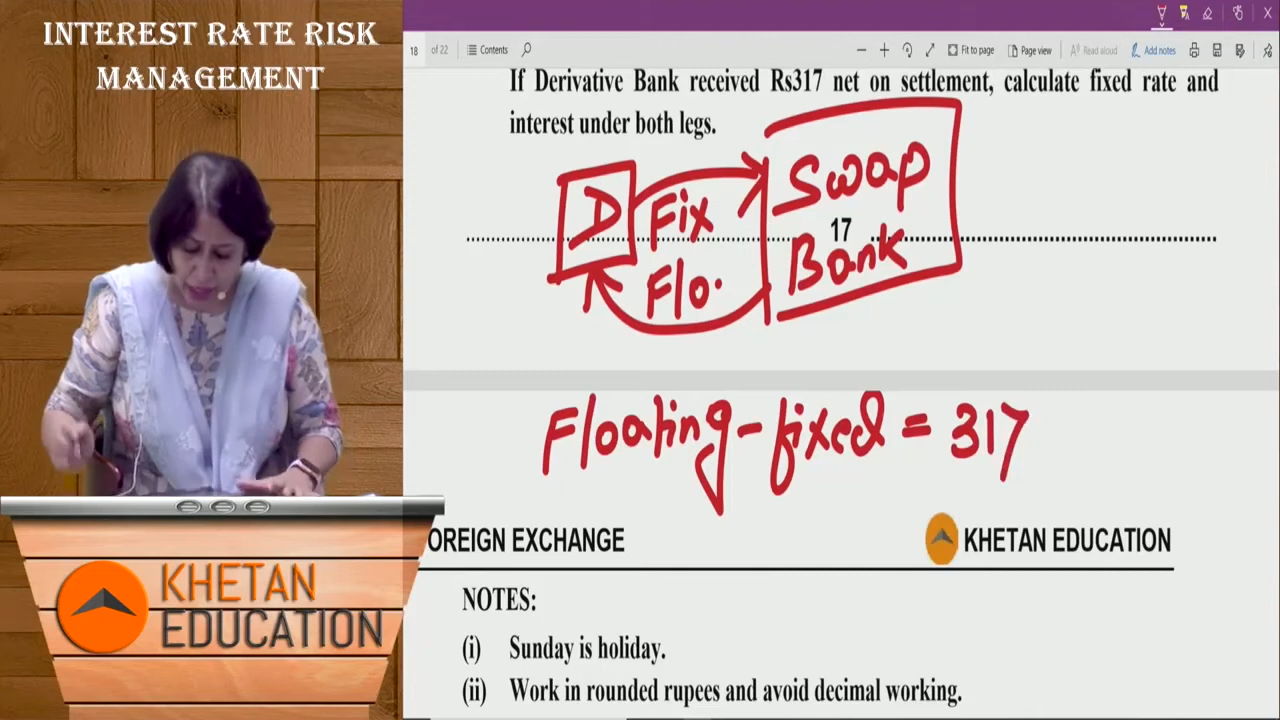 INTEREST RATE RISK
MANAGEMENT
18 of 22 Contents Fit to page Page view Read aloud Add notes
If Derivative Bank received Rs317 net on settlement, calculate fixed rate and
interest under both legs.
D Fix Swap
17
Flo. Bank
Floating - fixed = 317
OREIGN EXCHANGE
KHETAN EDUCATION
NOTES:
(i) Sunday is holiday.
(ii) Work in rounded rupees and avoid decimal working.
KHETAN
EDUCATION